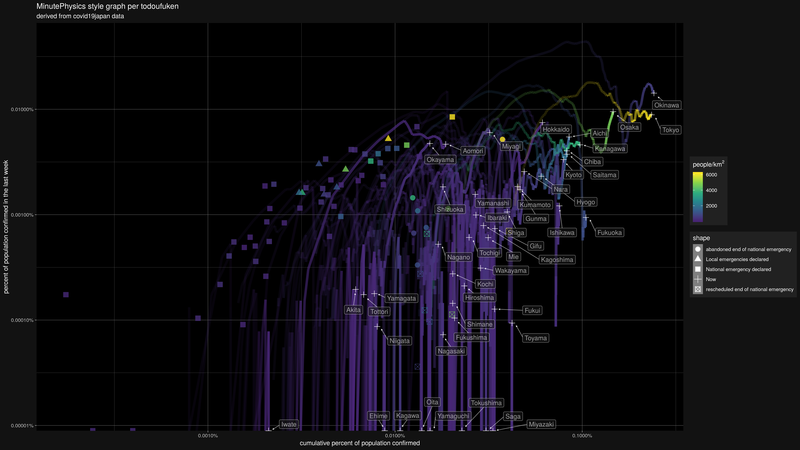 MinutePhysics style graph per todoufuken
derived from covid19japan data
percent of population confirmed in the last week
0.01000%
0.00100%
0.00010%
0.00001%
Okinawa
Tokyo
Osaka
Aichi
Hokkaido
Kanagawa
Miyagi
Aomori
Okayama
Chiba
Saitama
Kyoto
Nara
Hyogo
Kumamoto
Yamanashi
Shizuoka
Ibaraki
Gunma
Ishikawa
Fukuoka
Shiga
Gifu
Tochigi
Mie
Kagoshima
Nagano
Wakayama
Kochi
Hiroshima
Yamagata
Akita
Tottori
Fukui
Shimane
Fukushima
Toyama
Niigata
Nagasaki
Oita
Tokushima
Ehime
Kagawa
Yamaguchi
Saga
Iwate
Miyazaki
0.0010%
0.0100%
0.1000%
cumulative percent of population confirmed
people/km²
6000
4000
2000
shape
abandoned end of national emergency
Local emergencies declared
National emergency declared
Now
rescheduled end of national emergency